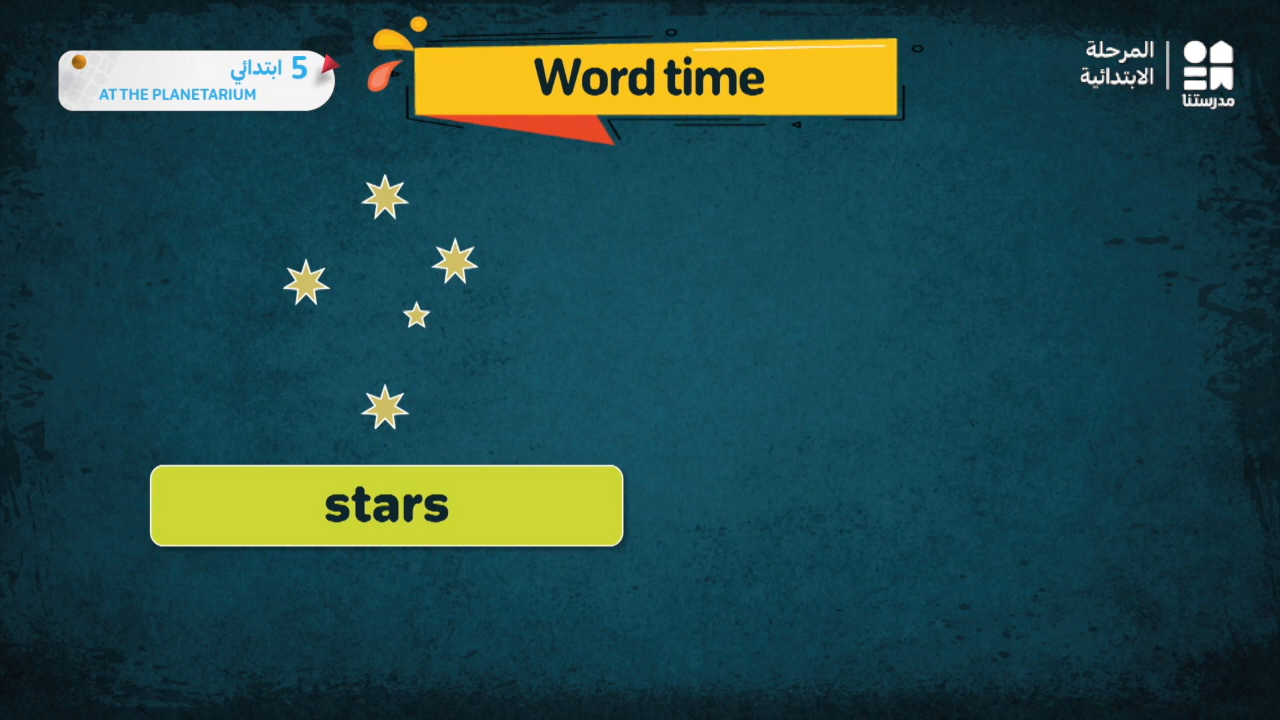 5 ابتدائي
AT THE PLANETARIUM
Word time
المرحلة
الابتدائية
مدرستنا
stars